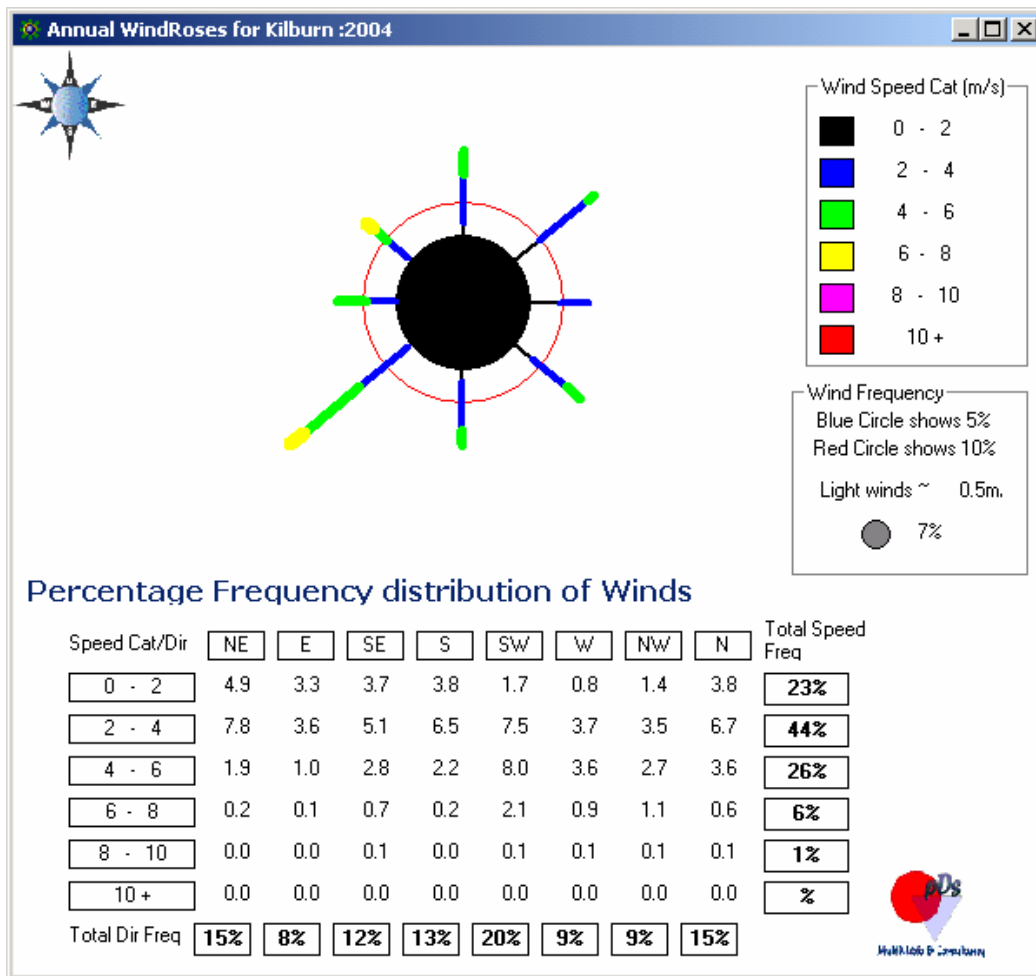 Annual WindRoses for Kilburn :2004
Wind Speed Cat (m/s)
0 - 2
2 - 4
4 - 6
6 - 8
8 - 10
10 +
Wind Frequency
Blue Circle shows 5%
Red Circle shows 10%
Light winds ~ 0.5m.
7%
Percentage Frequency distribution of Winds
Speed Cat/Dir NE E SE S SW W NW N Total Speed Freq
0 - 2 4.9 3.3 3.7 3.8 1.7 0.8 1.4 3.8 23%
2 - 4 7.8 3.6 5.1 6.5 7.5 3.7 3.5 6.7 44%
4 - 6 1.9 1.0 2.8 2.2 8.0 3.6 2.7 3.6 26%
6 - 8 0.2 0.1 0.7 0.2 2.1 0.9 1.1 0.6 6%
8 - 10 0.0 0.0 0.1 0.0 0.1 0.1 0.1 0.1 1%
10 + 0.0 0.0 0.0 0.0 0.0 0.0 0.0 0.0 %
Total Dir Freq 15% 8% 12% 13% 20% 9% 9% 15%
pDs